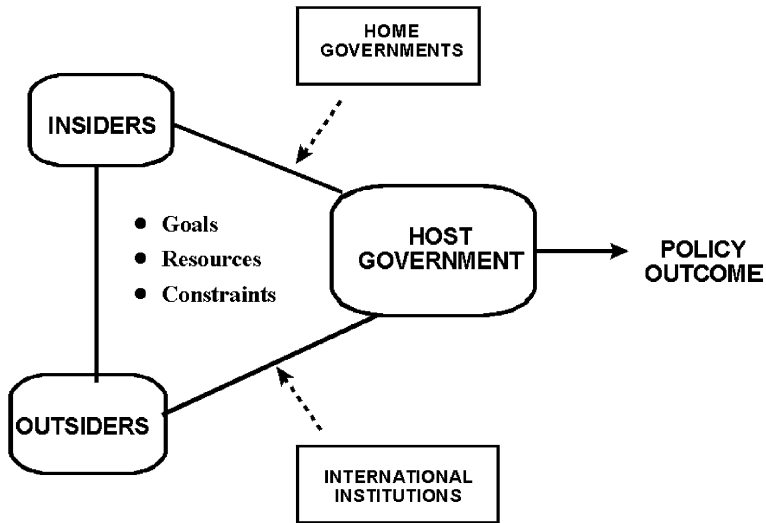 HOME
GOVERNMENTS
INSIDERS
● Goals
● Resources
● Constraints
HOST
GOVERNMENT
POLICY
OUTCOME
OUTSIDERS
INTERNATIONAL
INSTITUTIONS